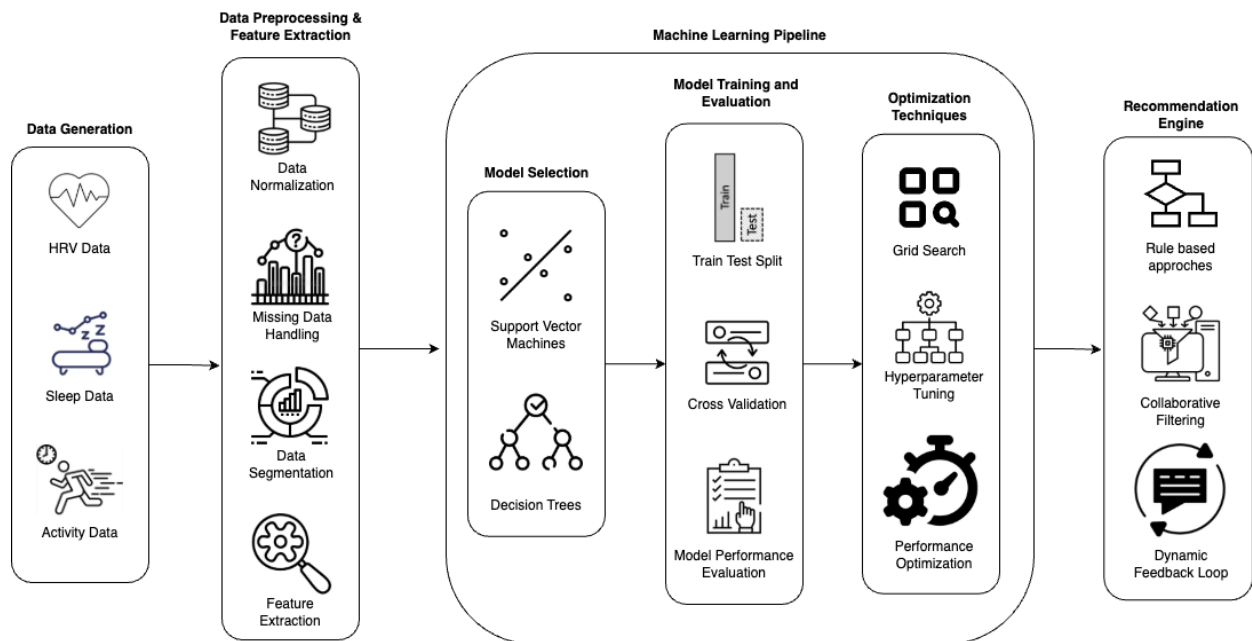 Data Generation
HRV Data
Sleep Data
Z
Z
Activity Data
Data Preprocessing &
Feature Extraction
Data
Normalization
?
Missing Data
Handling
Data
Segmentation
Feature
Extraction
Machine Learning Pipeline
Model Selection
Support Vector
Machines
Decision Trees
Model Training and
Evaluation
Train
Test
Train Test Split
Cross Validation
Model Performance
Evaluation
Optimization
Techniques
Grid Search
Hyperparameter
Tuning
Performance
Optimization
Recommendation
Engine
Rule based
approches
Collaborative
Filtering
Dynamic
Feedback Loop